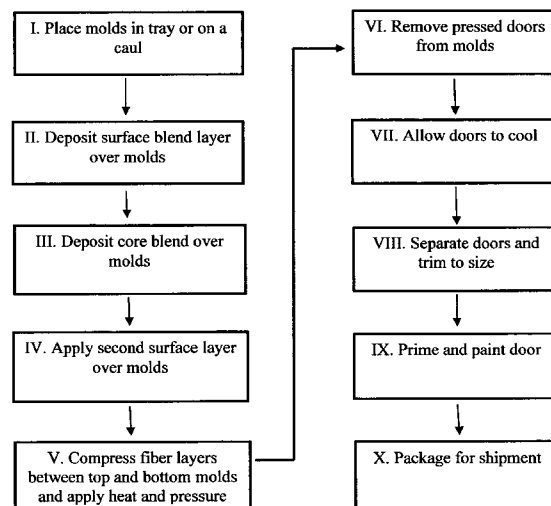 I. Place molds in tray or on a
caul
II. Deposit surface blend layer
over molds
III. Deposit core blend over
molds
IV. Apply second surface layer
over molds
V. Compress fiber layers
between top and bottom molds
and apply heat and pressure
VI. Remove pressed doors
from molds
VII. Allow doors to cool
VIII. Separate doors and
trim to size
IX. Prime and paint door
X. Package for shipment